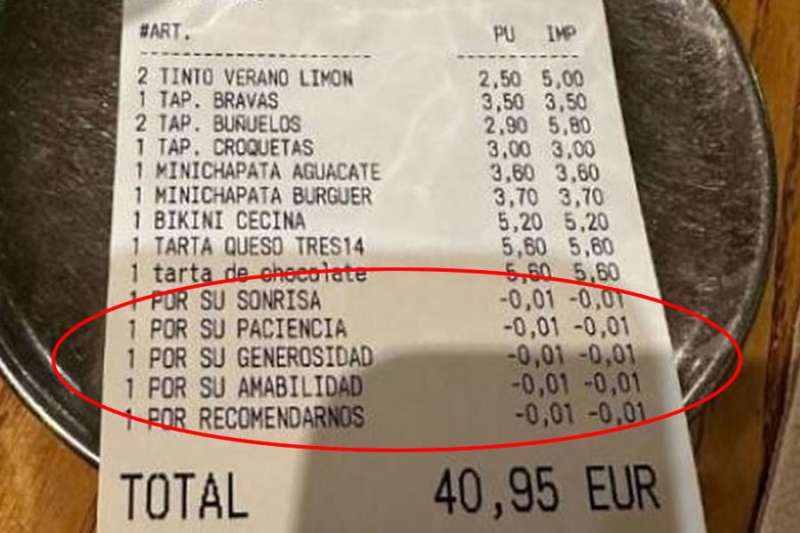 #ART. PU IMP
2 TINTO VERANO LIMON 2,50 5,00
1 TAP. BRAVAS 3,50 3,50
2 TAP. BUÑUELOS 2,90 5,80
1 TAP. CROQUETAS 3,00 3,00
1 MINICHAPATA AGUACATE 3,60 3,60
1 MINICHAPATA BURGUER 3,70 3,70
1 BIKINI CECINA 5,20 5,20
1 TARTA QUESO TRES14 5,60 5,60
1 tarta de chocolate 5,60 5,60
1 POR SU SONRISA -0,01 -0,01
1 POR SU PACIENCIA -0,01 -0,01
1 POR SU GENEROSIDAD -0,01 -0,01
1 POR SU AMABILIDAD -0,01 -0,01
1 POR RECOMENDARNOS -0,01 -0,01
TOTAL 40,95 EUR